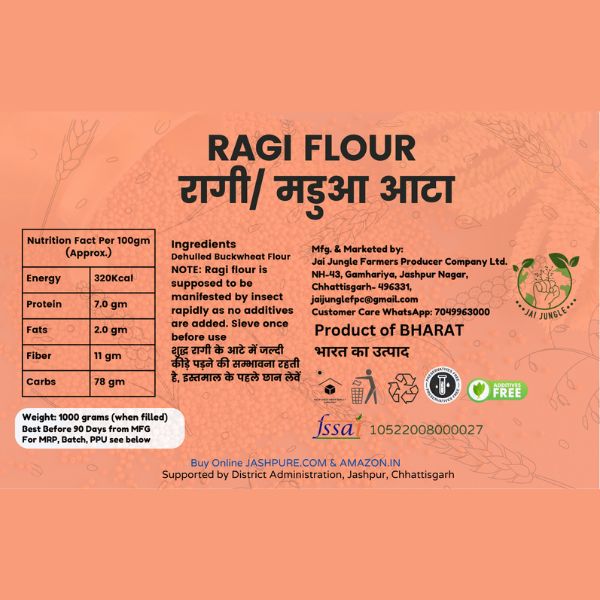 RAGI FLOUR
रागी/ मडुआ आटा
Nutrition Fact Per 100gm
(Approx.)
Energy 320Kcal
Protein 7.0 gm
Fats 2.0 gm
Fiber 11 gm
Carbs 78 gm
Weight: 1000 grams (when filled)
Best Before 90 Days from MFG
For MRP, Batch, PPU see below
Ingredients
Dehulled Buckwheat Flour
NOTE: Ragi flour is
supposed to be
manifested by insect
rapidly as no additives
are added. Sieve once
before use
शुद्ध रागी के आटे में जल्दी
कीड़े पड़ने की सम्भावना रहती
है, इस्तमाल के पहले छान लेवें
Mfg. & Marketed by:
Jai Jungle Farmers Producer Company Ltd.
NH-43, Gamhariya, Jashpur Nagar,
Chhattisgarh- 496331,
jaijunglefpc@gmail.com
Customer Care WhatsApp: 7049963000
Product of BHARAT
भारत का उत्पाद
JAI JUNGLE
ADDITIVES
FREE
fssai 10522008000027
Buy Online JASHPURE.COM & AMAZON.IN
Supported by District Administration, Jashpur, Chhattisgarh